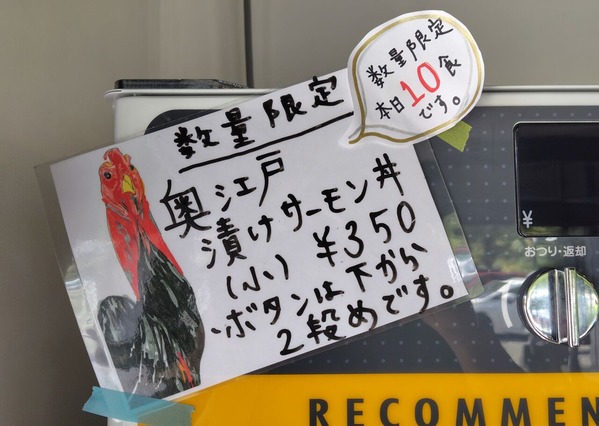 数量限定
本日10食
です。
数量限定
奥江戸
漬けサーモン丼
(小) ¥350
ボタンは下から
2段めです。
¥
おつり・返却
RECOMMEN